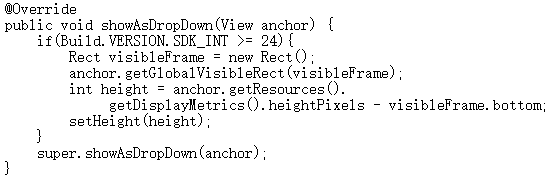 @Override
public void showAsDropDown(View anchor) {
    if(Build.VERSION.SDK_INT >= 24){
        Rect visibleFrame = new Rect();
        anchor.getGlobalVisibleRect(visibleFrame);
        int height = anchor.getResources().
            getDisplayMetrics().heightPixels - visibleFrame.bottom;
        setHeight(height);
    }
    super.showAsDropDown(anchor);
}